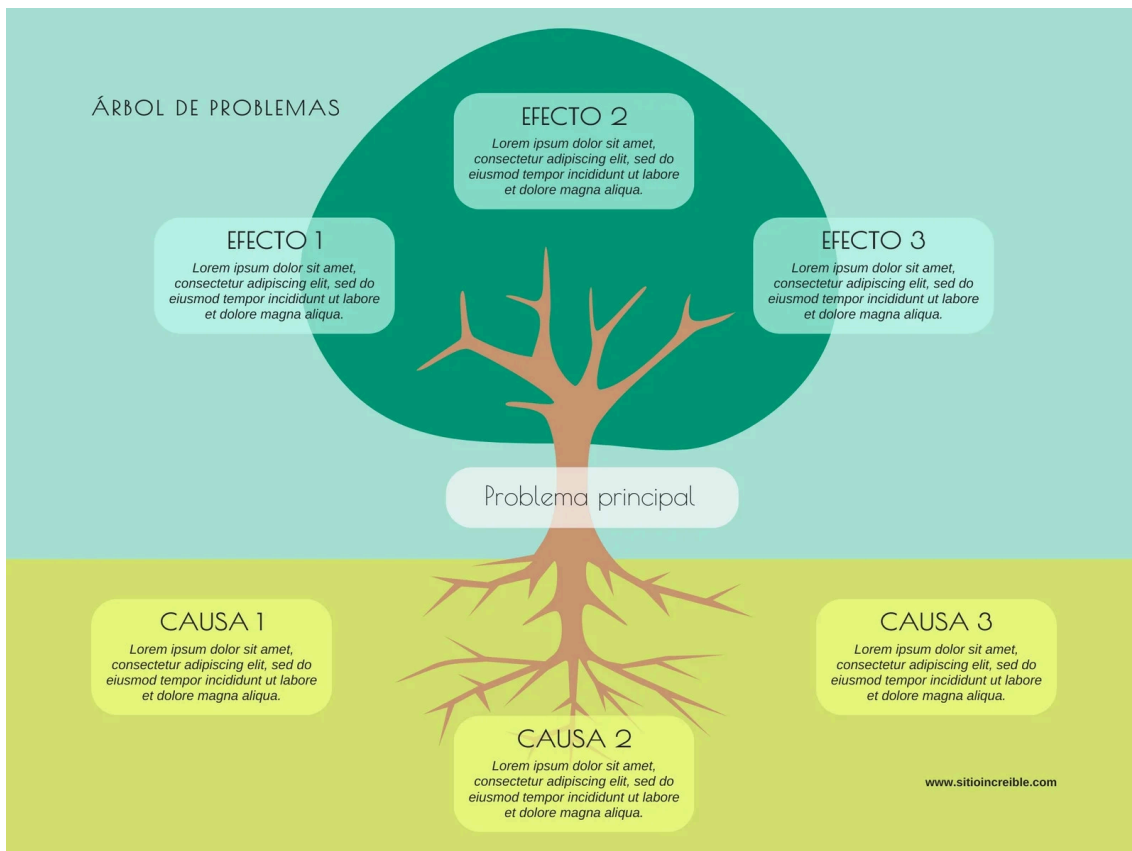 ÁRBOL DE PROBLEMAS
EFECTO 2
Lorem ipsum dolor sit amet,
consectetur adipiscing elit, sed do
eiusmod tempor incididunt ut labore
et dolore magna aliqua.
EFECTO 1
Lorem ipsum dolor sit amet,
consectetur adipiscing elit, sed do
eiusmod tempor incididunt ut labore
et dolore magna aliqua.
EFECTO 3
Lorem ipsum dolor sit amet,
consectetur adipiscing elit, sed do
eiusmod tempor incididunt ut labore
et dolore magna aliqua.
Problema principal
CAUSA 1
Lorem ipsum dolor sit amet,
consectetur adipiscing elit, sed do
eiusmod tempor incididunt ut labore
et dolore magna aliqua.
CAUSA 3
Lorem ipsum dolor sit amet,
consectetur adipiscing elit, sed do
eiusmod tempor incididunt ut labore
et dolore magna aliqua.
CAUSA 2
Lorem ipsum dolor sit amet,
consectetur adipiscing elit, sed do
eiusmod tempor incididunt ut labore
et dolore magna aliqua.
www.sitioincreible.com